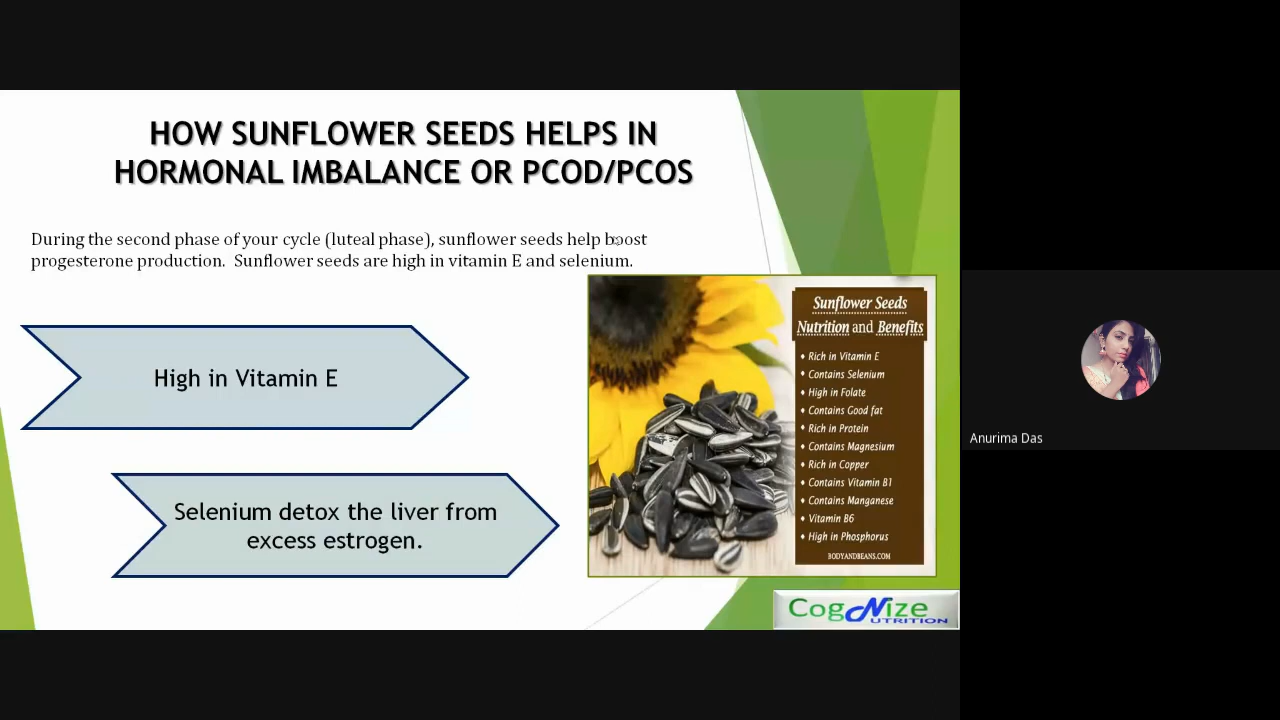 HOW SUNFLOWER SEEDS HELPS IN
HORMONAL IMBALANCE OR PCOD/PCOS
During the second phase of your cycle (luteal phase), sunflower seeds help boost
progesterone production. Sunflower seeds are high in vitamin E and selenium.
High in Vitamin E
Selenium detox the liver from
excess estrogen.
Sunflower Seeds
Nutrition and Benefits
♦ Rich in Vitamin E
♦ Contains Selenium
♦ High in Folate
♦ Contains Good fat
♦ Rich in Protein
♦ Contains Magnesium
♦ Rich in Copper
♦ Contains Vitamin B1
♦ Contains Manganese
♦ Vitamin B6
♦ High in Phosphorus
BODYANDBEANS.COM
CogNize
NUTRITION
Anurima Das